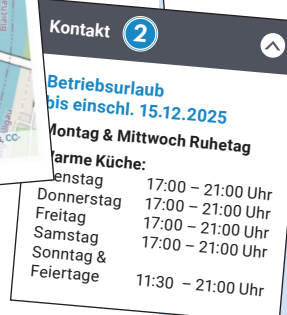 Blaichac
CC-
Kontakt 2
Betriebsurlaub
bis einschl. 15.12.2025
Montag & Mittwoch Ruhetag
Warme Küche:
Dienstag 17:00 – 21:00 Uhr
Donnerstag 17:00 – 21:00 Uhr
Freitag 17:00 – 21:00 Uhr
Samstag 17:00 – 21:00 Uhr
Sonntag &
Feiertage 11:30 – 21:00 Uhr